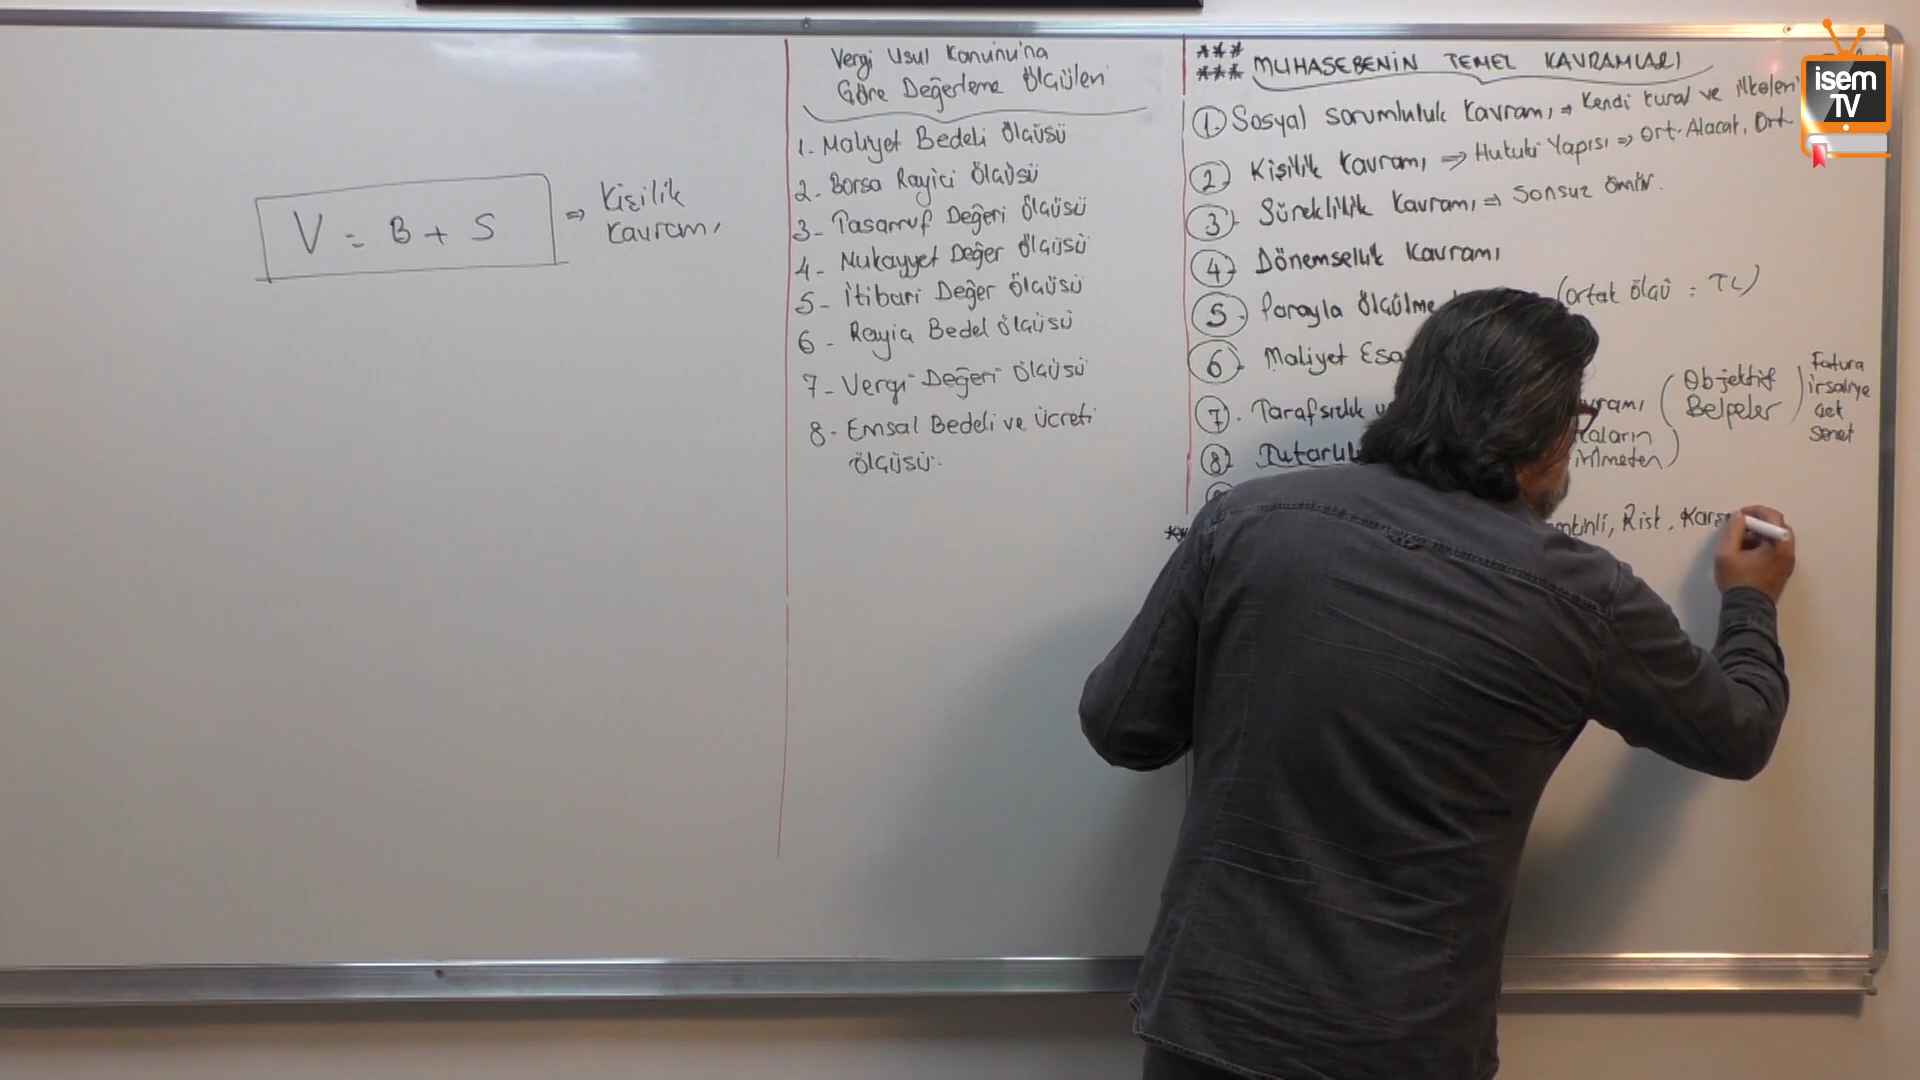 V = B + S ⇒ Kişilik
Kavramı
Vergi Usul Kanunu'na
Göre Değerleme Ölçüleri
1- Maliyet Bedeli Ölçüsü
2- Borsa Rayici Ölçüsü
3- Tasarruf Değeri Ölçüsü
4- Mukayyet Değer Ölçüsü
5- İtibari Değer Ölçüsü
6- Rayiç Bedel Ölçüsü
7- Vergi Değeri Ölçüsü
8- Emsal Bedeli ve Ücreti
Ölçüsü.
*** MUHASEBENİN TEMEL KAVRAMLARI
***
1. Sosyal Sorumluluk Kavramı ⇒ Kendi kural ve ilkeleri
2. Kişilik Kavramı ⇒ Hukuki Yapısı ⇒ Ort. Alacak, Ort.
3. Süreklilik Kavramı ⇒ Sonsuz Ömür.
4. Dönemsellik Kavramı
5. Parayla Ölçülme (Ortak ölçü = TL)
6. Maliyet Esa
7. Tarafsızlık (Objektif Belgeler) Fatura
irsaliye
Çek
Senet
8. Tutarlı
Risk, Karş
isem
TV